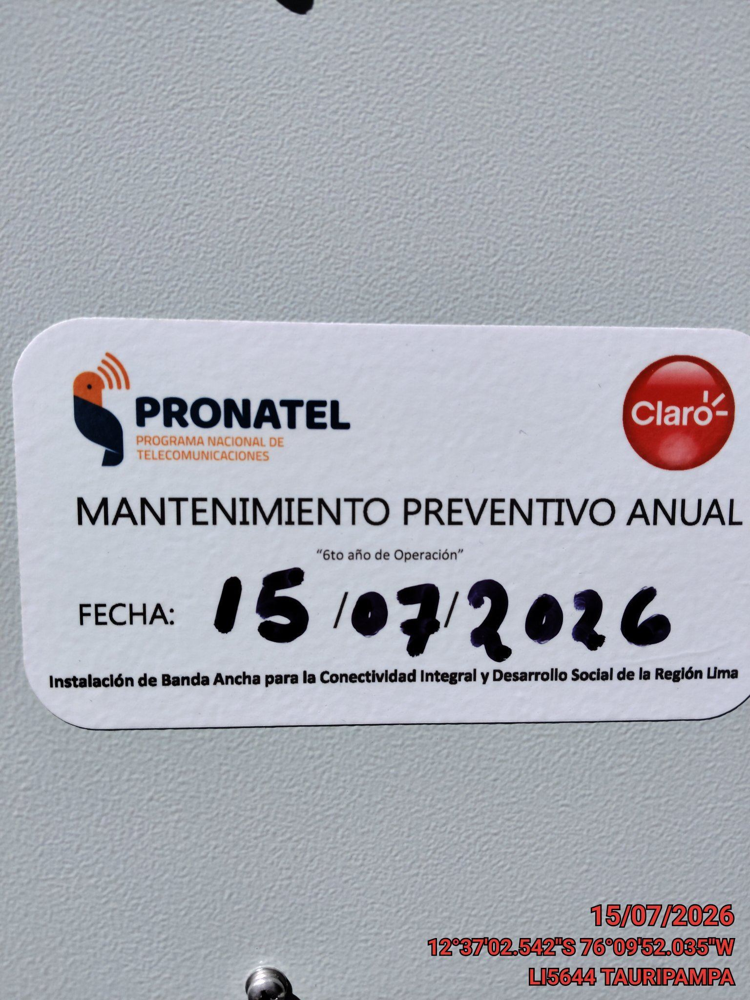 PRONATEL
PROGRAMA NACIONAL DE
TELECOMUNICACIONES
Claro
MANTENIMIENTO PREVENTIVO ANUAL
“6to año de Operación”
FECHA: 15/07/2026
Instalación de Banda Ancha para la Conectividad Integral y Desarrollo Social de la Región Lima
15/07/2026
12°37'02.542"S 76°09'52.035"W
LI5644 TAURIPAMPA